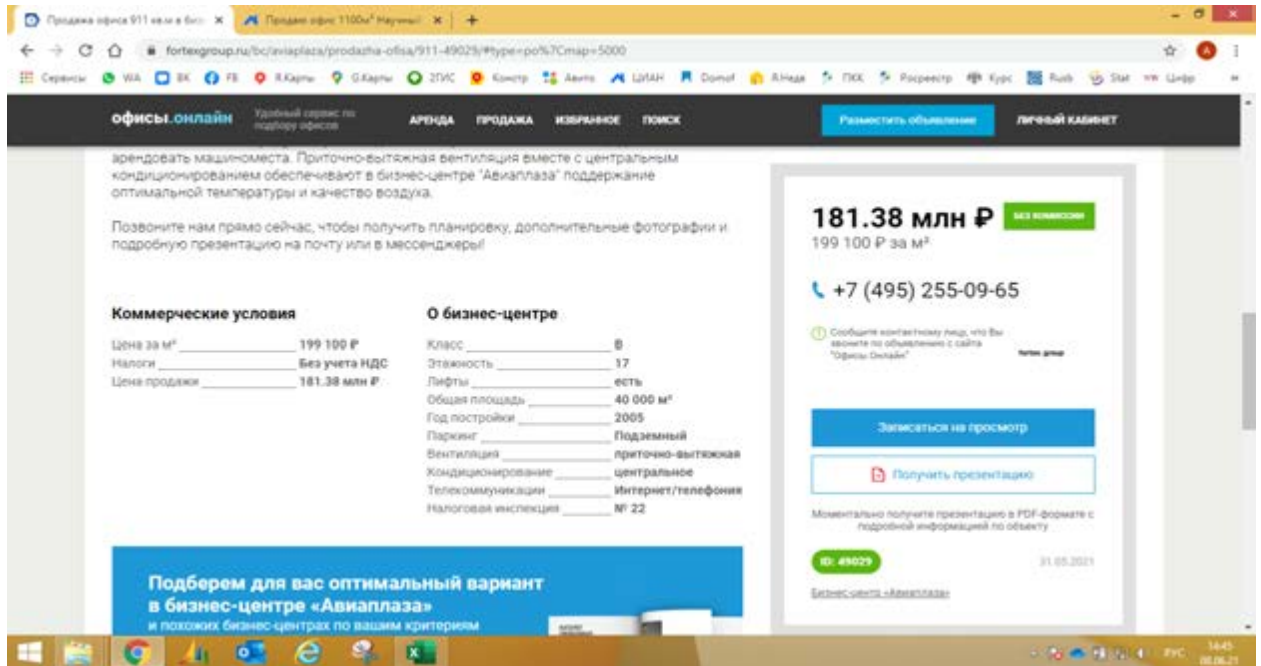 Продажа офиса 911 кв.м в биз
Продаю офис 1100м² Научный
fortexgroup.ru/bc/aviaplaza/prodazha-ofisa/911-49029/#type=po%7Cmap=5000
Сервисы WA ВК FB Я.Карты G.Карты 2ГИС Авито ЦИАН Domof ПКК Росреестр Курс Rusb Stat
офисы.онлайн
Удобный сервис по
подбору офисов
АРЕНДА ПРОДАЖА ИЗБРАННОЕ ПОИСК
Разместить объявление
ЛИЧНЫЙ КАБИНЕТ
арендовать машиноместа. Приточно-вытяжная вентиляция вместе с центральным
кондиционированием обеспечивают в бизнес-центре "Авиаплаза" поддержание
оптимальной температуры и качество воздуха.
Позвоните нам прямо сейчас, чтобы получить планировку, дополнительные фотографии и
подробную презентацию на почту или в мессенджеры!
Коммерческие условия
Цена за м² 199 100 ₽
Налоги Без учета НДС
Цена продажи 181.38 млн ₽
О бизнес-центре
Класс B
Этажность 17
Лифты есть
Общая площадь 40 000 м²
Год постройки 2005
Паркинг Подземный
Вентиляция приточно-вытяжная
Кондиционирование центральное
Телекоммуникации Интернет/телефония
Налоговая инспекция № 22
Подберем для вас оптимальный вариант
в бизнес-центре «Авиаплаза»
и похожих бизнес-центрах по вашим критериям
181.38 млн ₽
БЕЗ КОМИССИИ
199 100 ₽ за м²
+7 (495) 255-09-65
Сообщите контактному лицу, что Вы
звоните по объявлению с сайта
"Офисы Онлайн"
fortex group
Записаться на просмотр
Получить презентацию
Моментально получите презентацию в PDF-формате с
подробной информацией по объекту
ID: 49029
31.05.2021
Бизнес-центр «Авиаплаза»
РУС
14:45